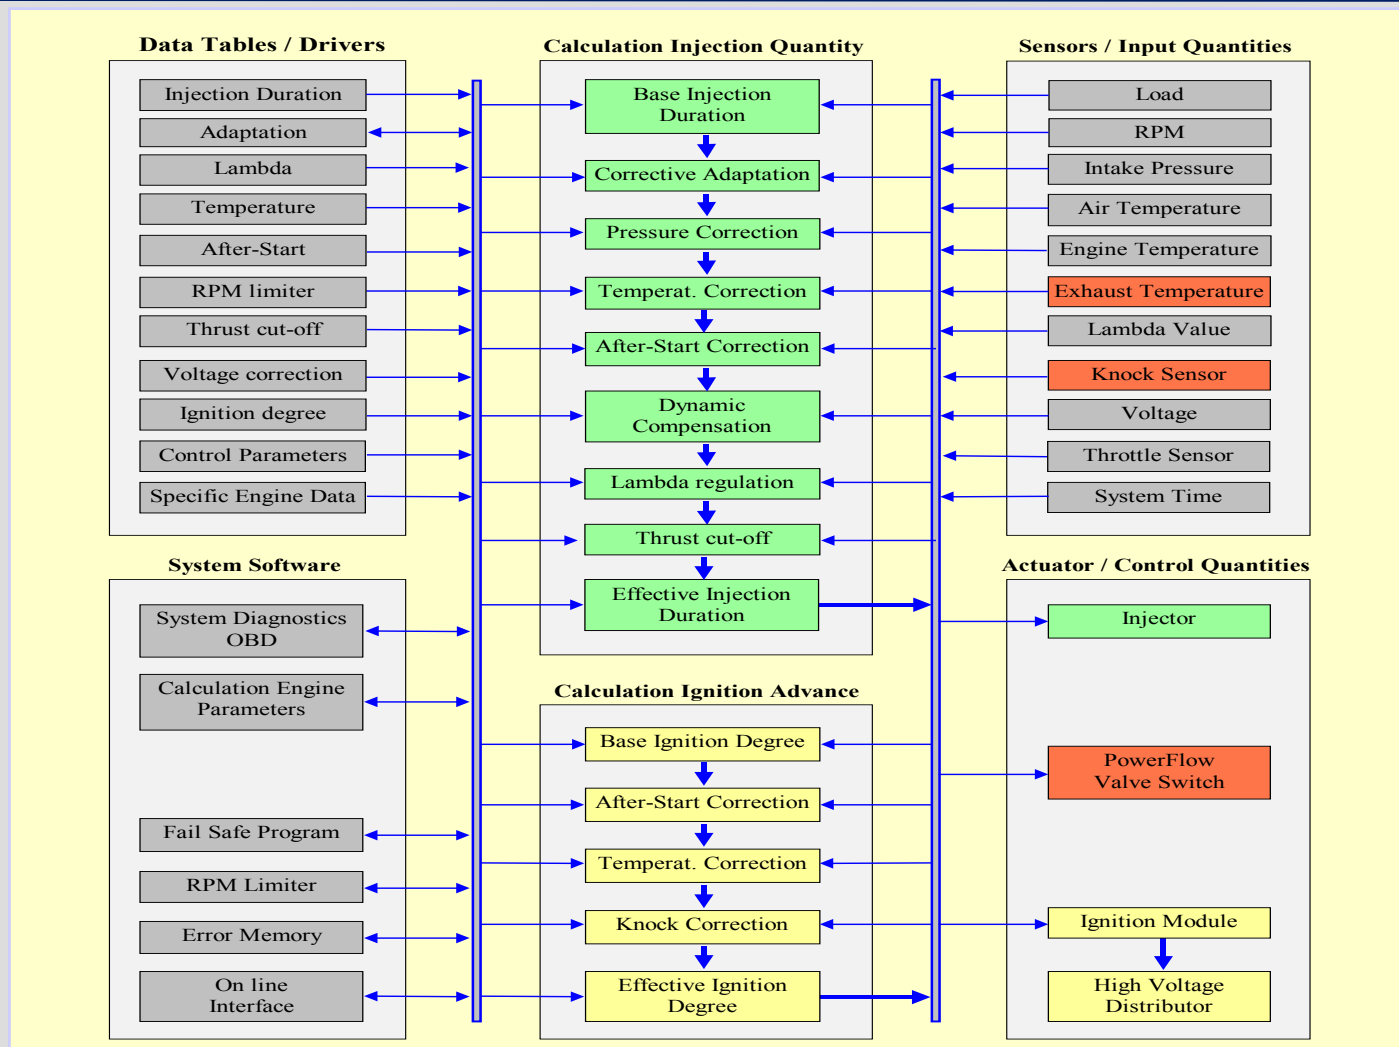 Data Tables / Drivers
Injection Duration
Adaptation
Lambda
Temperature
After-Start
RPM limiter
Thrust cut-off
Voltage correction
Ignition degree
Control Parameters
Specific Engine Data
System Software
System Diagnostics
OBD
Calculation Engine
Parameters
Fail Safe Program
RPM Limiter
Error Memory
On line
Interface
Calculation Injection Quantity
Base Injection
Duration
Corrective Adaptation
Pressure Correction
Temperat. Correction
After-Start Correction
Dynamic
Compensation
Lambda regulation
Thrust cut-off
Effective Injection
Duration
Calculation Ignition Advance
Base Ignition Degree
After-Start Correction
Temperat. Correction
Knock Correction
Effective Ignition
Degree
Sensors / Input Quantities
Load
RPM
Intake Pressure
Air Temperature
Engine Temperature
Exhaust Temperature
Lambda Value
Knock Sensor
Voltage
Throttle Sensor
System Time
Actuator / Control Quantities
Injector
PowerFlow
Valve Switch
Ignition Module
High Voltage
Distributor